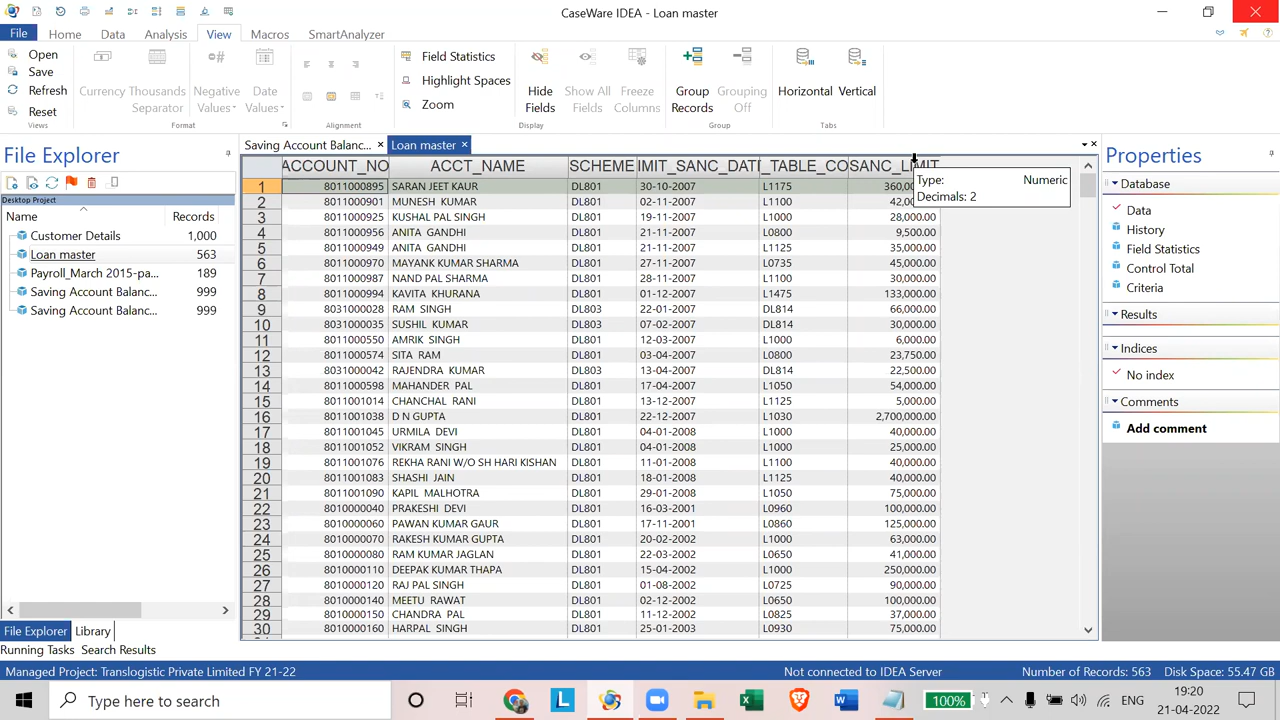 CaseWare IDEA - Loan master
File Home Data Analysis View Macros SmartAnalyzer
Open
Save
Refresh
Reset
Views
Currency
Thousands Separator
Negative Values
Date Values
Format
Alignment
Field Statistics
Highlight Spaces
Zoom
Hide Fields
Show All Fields
Freeze Columns
Display
Group Records
Grouping Off
Group
Horizontal
Vertical
Tabs
File Explorer
Desktop Project
Name Records
Customer Details 1,000
Loan master 563
Payroll_March 2015-pa... 189
Saving Account Balanc... 999
Saving Account Balanc... 999
File Explorer Library
Running Tasks Search Results
Saving Account Balanc... × Loan master ×
ACCOUNT_NO ACCT_NAME SCHEME IMIT_SANC_DATI _TABLE_CO SANC_LIMIT
1 8011000895 SARAN JEET KAUR DL801 30-10-2007 L1175 360,00
2 8011000901 MUNESH KUMAR DL801 02-11-2007 L1100 42,0
3 8011000925 KUSHAL PAL SINGH DL801 19-11-2007 L1000 28,000.00
4 8011000956 ANITA GANDHI DL801 21-11-2007 L0800 9,500.00
5 8011000949 ANITA GANDHI DL801 21-11-2007 L1125 35,000.00
6 8011000970 MAYANK KUMAR SHARMA DL801 27-11-2007 L0735 45,000.00
7 8011000987 NAND PAL SHARMA DL801 28-11-2007 L1100 30,000.00
8 8011000994 KAVITA KHURANA DL801 01-12-2007 L1475 133,000.00
9 8031000028 RAM SINGH DL803 22-01-2007 DL814 66,000.00
10 8031000035 SUSHIL KUMAR DL803 07-02-2007 DL814 30,000.00
11 8011000550 AMRIK SINGH DL801 12-03-2007 L1000 6,000.00
12 8011000574 SITA RAM DL801 03-04-2007 L0800 23,750.00
13 8031000042 RAJENDRA KUMAR DL803 13-04-2007 DL814 22,500.00
14 8011000598 MAHANDER PAL DL801 17-04-2007 L1050 54,000.00
15 8011001014 CHANCHAL RANI DL801 13-12-2007 L1125 5,000.00
16 8011001038 D N GUPTA DL801 22-12-2007 L1030 2,700,000.00
17 8011001045 URMILA DEVI DL801 04-01-2008 L1000 40,000.00
18 8011001052 VIKRAM SINGH DL801 04-01-2008 L1000 25,000.00
19 8011001076 REKHA RANI W/O SH HARI KISHAN DL801 11-01-2008 L1100 40,000.00
20 8011001083 SHASHI JAIN DL801 18-01-2008 L1125 40,000.00
21 8011001090 KAPIL MALHOTRA DL801 29-01-2008 L1050 75,000.00
22 8010000040 PRAKESHI DEVI DL801 16-03-2001 L0960 100,000.00
23 8010000060 PAWAN KUMAR GAUR DL801 17-11-2001 L0860 125,000.00
24 8010000070 RAKESH KUMAR GUPTA DL801 20-02-2002 L1000 63,000.00
25 8010000080 RAM KUMAR JAGLAN DL801 22-03-2002 L0650 41,000.00
26 8010000110 DEEPAK KUMAR THAPA DL801 15-04-2002 L1000 250,000.00
27 8010000120 RAJ PAL SINGH DL801 01-08-2002 L0725 90,000.00
28 8010000140 MEETU RAWAT DL801 02-12-2002 L0650 100,000.00
29 8010000150 CHANDRA PAL DL801 11-12-2002 L0825 37,000.00
30 8010000160 HARPAL SINGH DL801 25-01-2003 L0930 75,000.00
Type: Numeric
Decimals: 2
Properties
Database
Data
History
Field Statistics
Control Total
Criteria
Results
Indices
No index
Comments
Add comment
Managed Project: Translogistic Private Limited FY 21-22 Not connected to IDEA Server Number of Records: 563 Disk Space: 55.47 GB
Type here to search
100%
ENG
19:20
21-04-2022